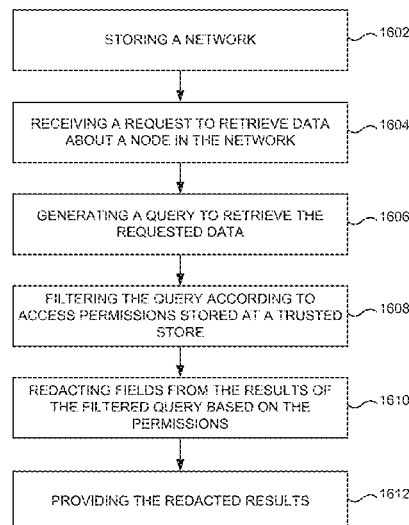 STORING A NETWORK
1602
RECEIVING A REQUEST TO RETRIEVE DATA
ABOUT A NODE IN THE NETWORK
1604
GENERATING A QUERY TO RETRIEVE THE
REQUESTED DATA
1606
FILTERING THE QUERY ACCORDING TO
ACCESS PERMISSIONS STORED AT A TRUSTED
STORE
1608
REDACTING FIELDS FROM THE RESULTS OF
THE FILTERED QUERY BASED ON THE
PERMISSIONS
1610
PROVIDING THE REDACTED RESULTS
1612